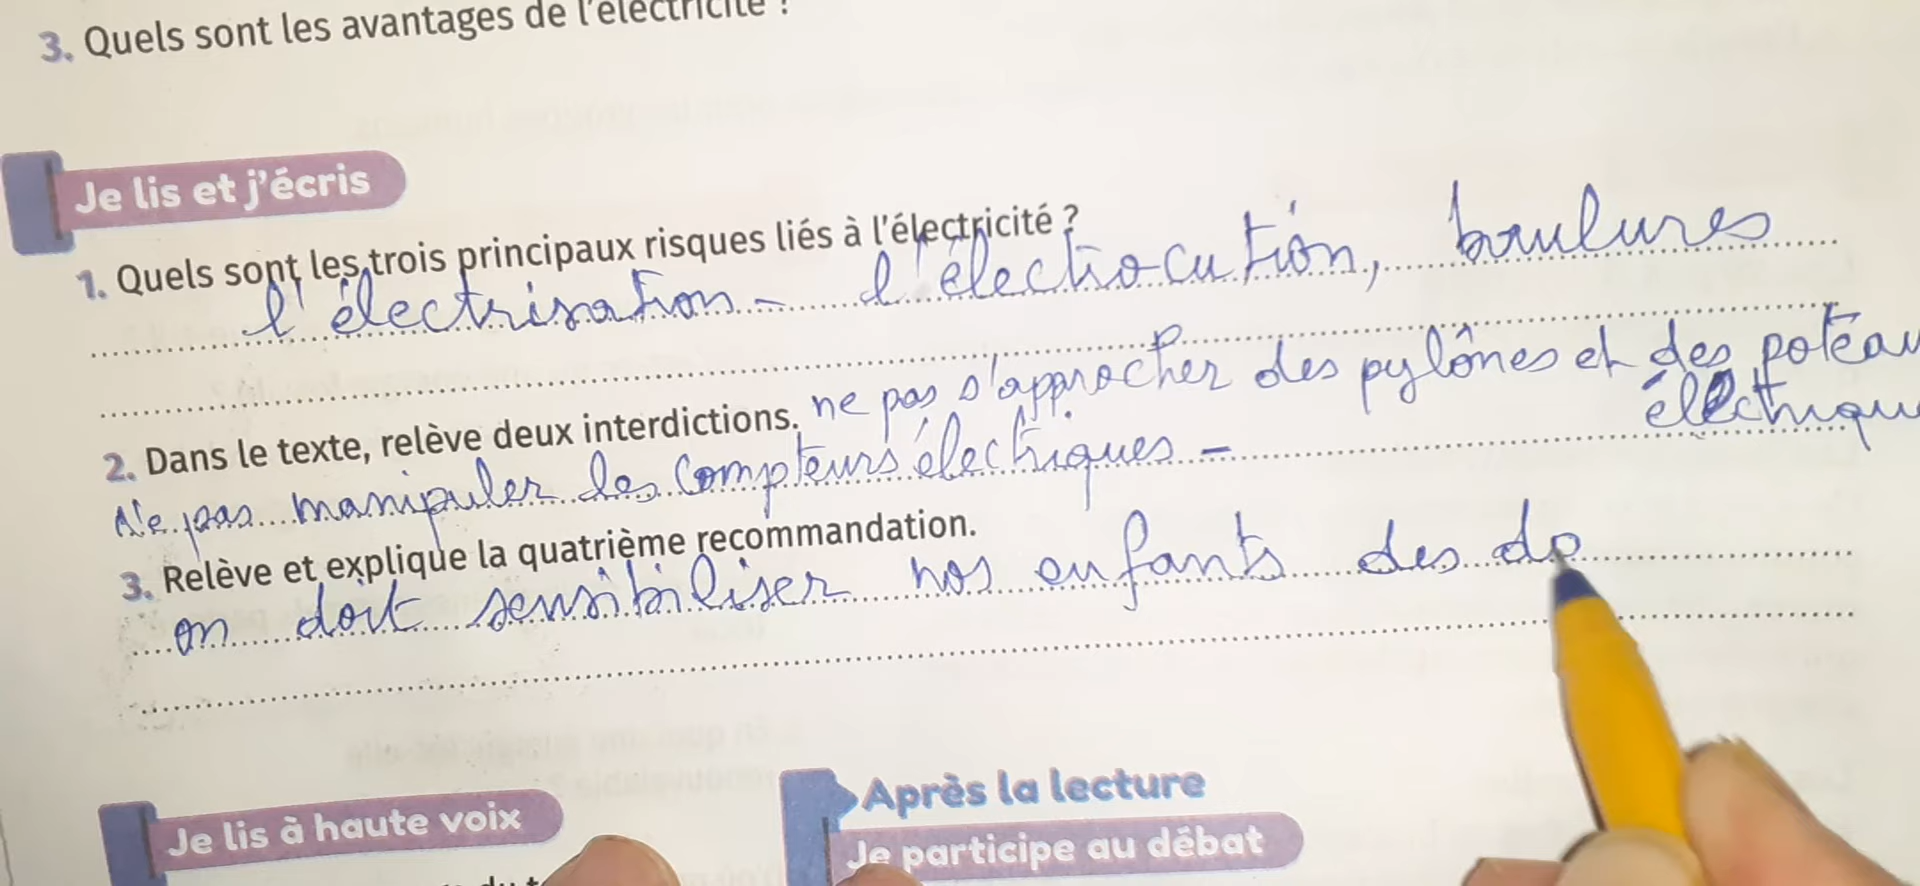 3. Quels sont les avantages de l'électricité ?
Je lis et j'écris
1. Quels sont les trois principaux risques liés à l'électricité ?
l'électrisation - l'électrocution, brulures
2. Dans le texte, relève deux interdictions. ne pas s'approcher des pylônes et des poteau
électriqu
Ne pas manipuler les compteurs électriques -
3. Relève et explique la quatrième recommandation.
on doit sensibiliser nos enfants des do
Je lis à haute voix
Après la lecture
Je participe au débat